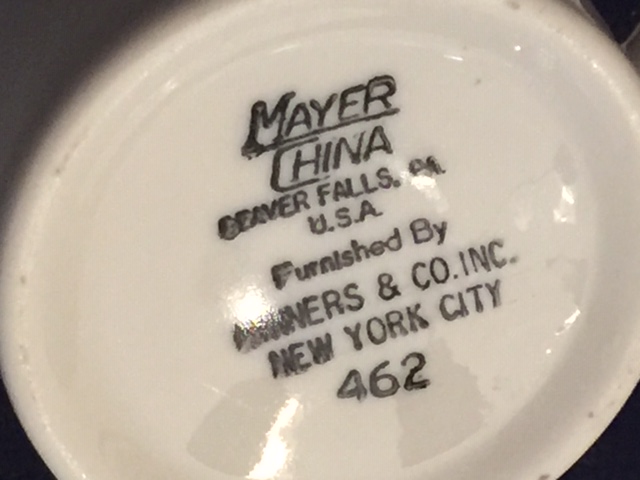 MAYER
CHINA
BEAVER FALLS, PA.
U.S.A.
Furnished By
& CO. INC.
NEW YORK CITY
462